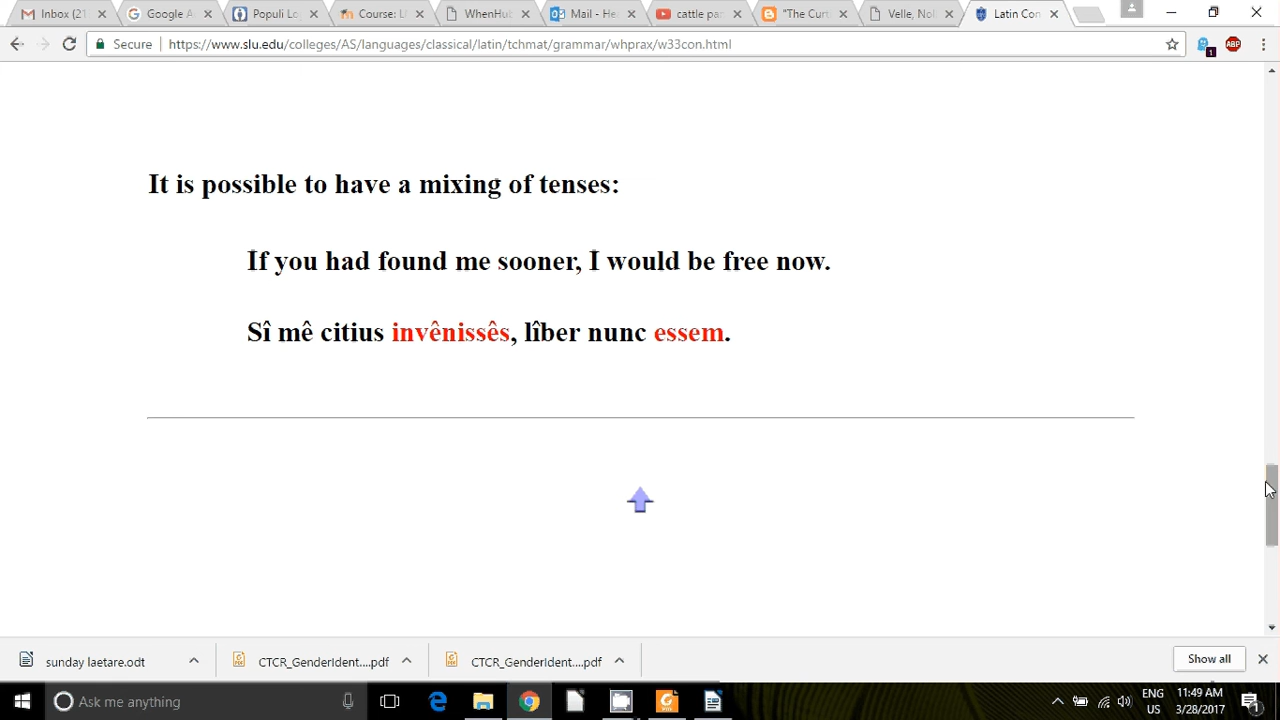 Inbox (21
Google A
Populi Lo
Course: L
WhenHub
Mail - He
cattle par
"The Curt
Velle, Nol
Latin Con
Secure
https://www.slu.edu/colleges/AS/languages/classical/latin/tchmat/grammar/whprax/w33con.html
1
ABP
It is possible to have a mixing of tenses:
If you had found me sooner, I would be free now.
Sî mê citius invênissês, lîber nunc essem.
sunday laetare.odt
CTCR_GenderIdent....pdf
CTCR_GenderIdent....pdf
Show all
Ask me anything
ENG
US
11:49 AM
3/28/2017
1